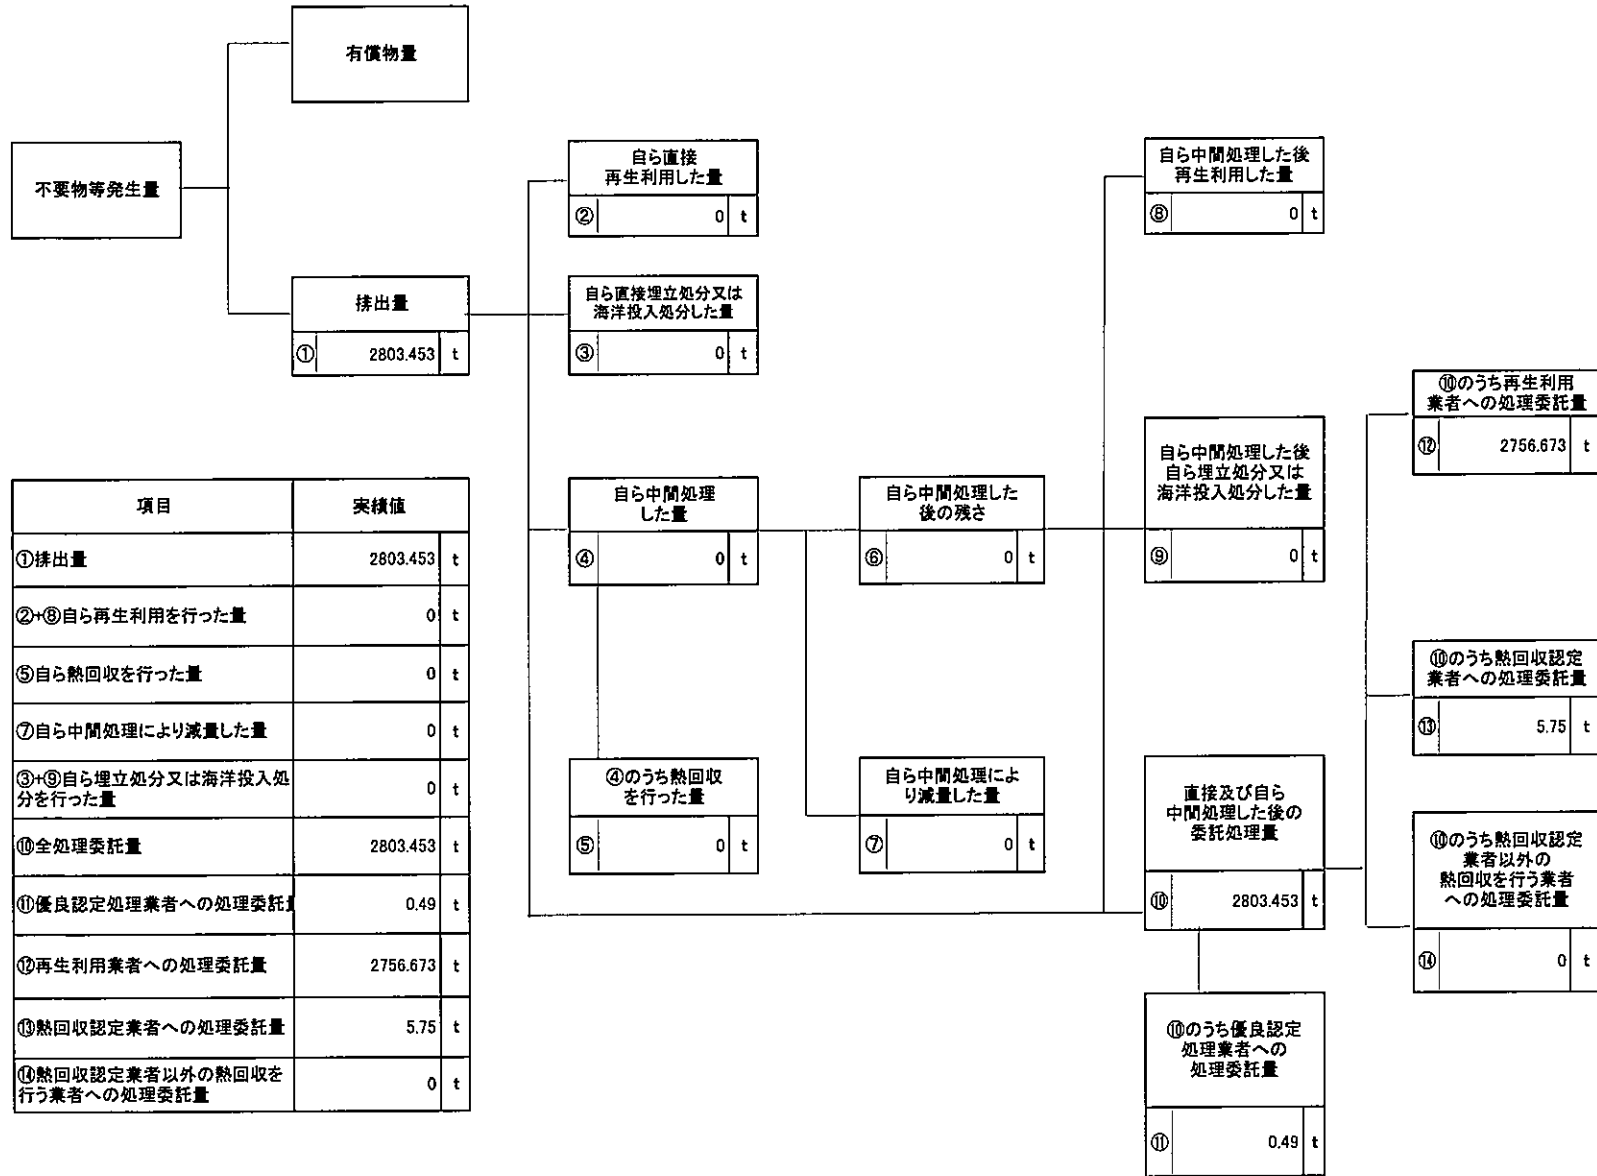 有償物量
不要物等発生量
排出量
① 2803.453 t
自ら直接
再生利用した量
② 0 t
自ら直接埋立処分又は
海洋投入処分した量
③ 0 t
自ら中間処理
した量
④ 0 t
④のうち熱回収
を行った量
⑤ 0 t
自ら中間処理した
後の残さ
⑥ 0 t
自ら中間処理によ
り減量した量
⑦ 0 t
自ら中間処理した後
再生利用した量
⑧ 0 t
自ら中間処理した後
自ら埋立処分又は
海洋投入処分した量
⑨ 0 t
直接及び自ら
中間処理した後の
委託処理量
⑩ 2803.453 t
⑩のうち優良認定
処理業者への
処理委託量
⑪ 0.49 t
⑩のうち再生利用
業者への処理委託量
⑫ 2756.673 t
⑩のうち熱回収認定
業者への処理委託量
⑬ 5.75 t
⑩のうち熱回収認定
業者以外の
熱回収を行う業者
への処理委託量
⑭ 0 t
項目 実績値
①排出量 2803.453 t
②+⑧自ら再生利用を行った量 0 t
⑤自ら熱回収を行った量 0 t
⑦自ら中間処理により減量した量 0 t
③+⑨自ら埋立処分又は海洋投入処
分を行った量 0 t
⑩全処理委託量 2803.453 t
⑪優良認定処理業者への処理委託 0.49 t
⑫再生利用業者への処理委託量 2756.673 t
⑬熱回収認定業者への処理委託量 5.75 t
⑭熱回収認定業者以外の熱回収を
行う業者への処理委託量 0 t